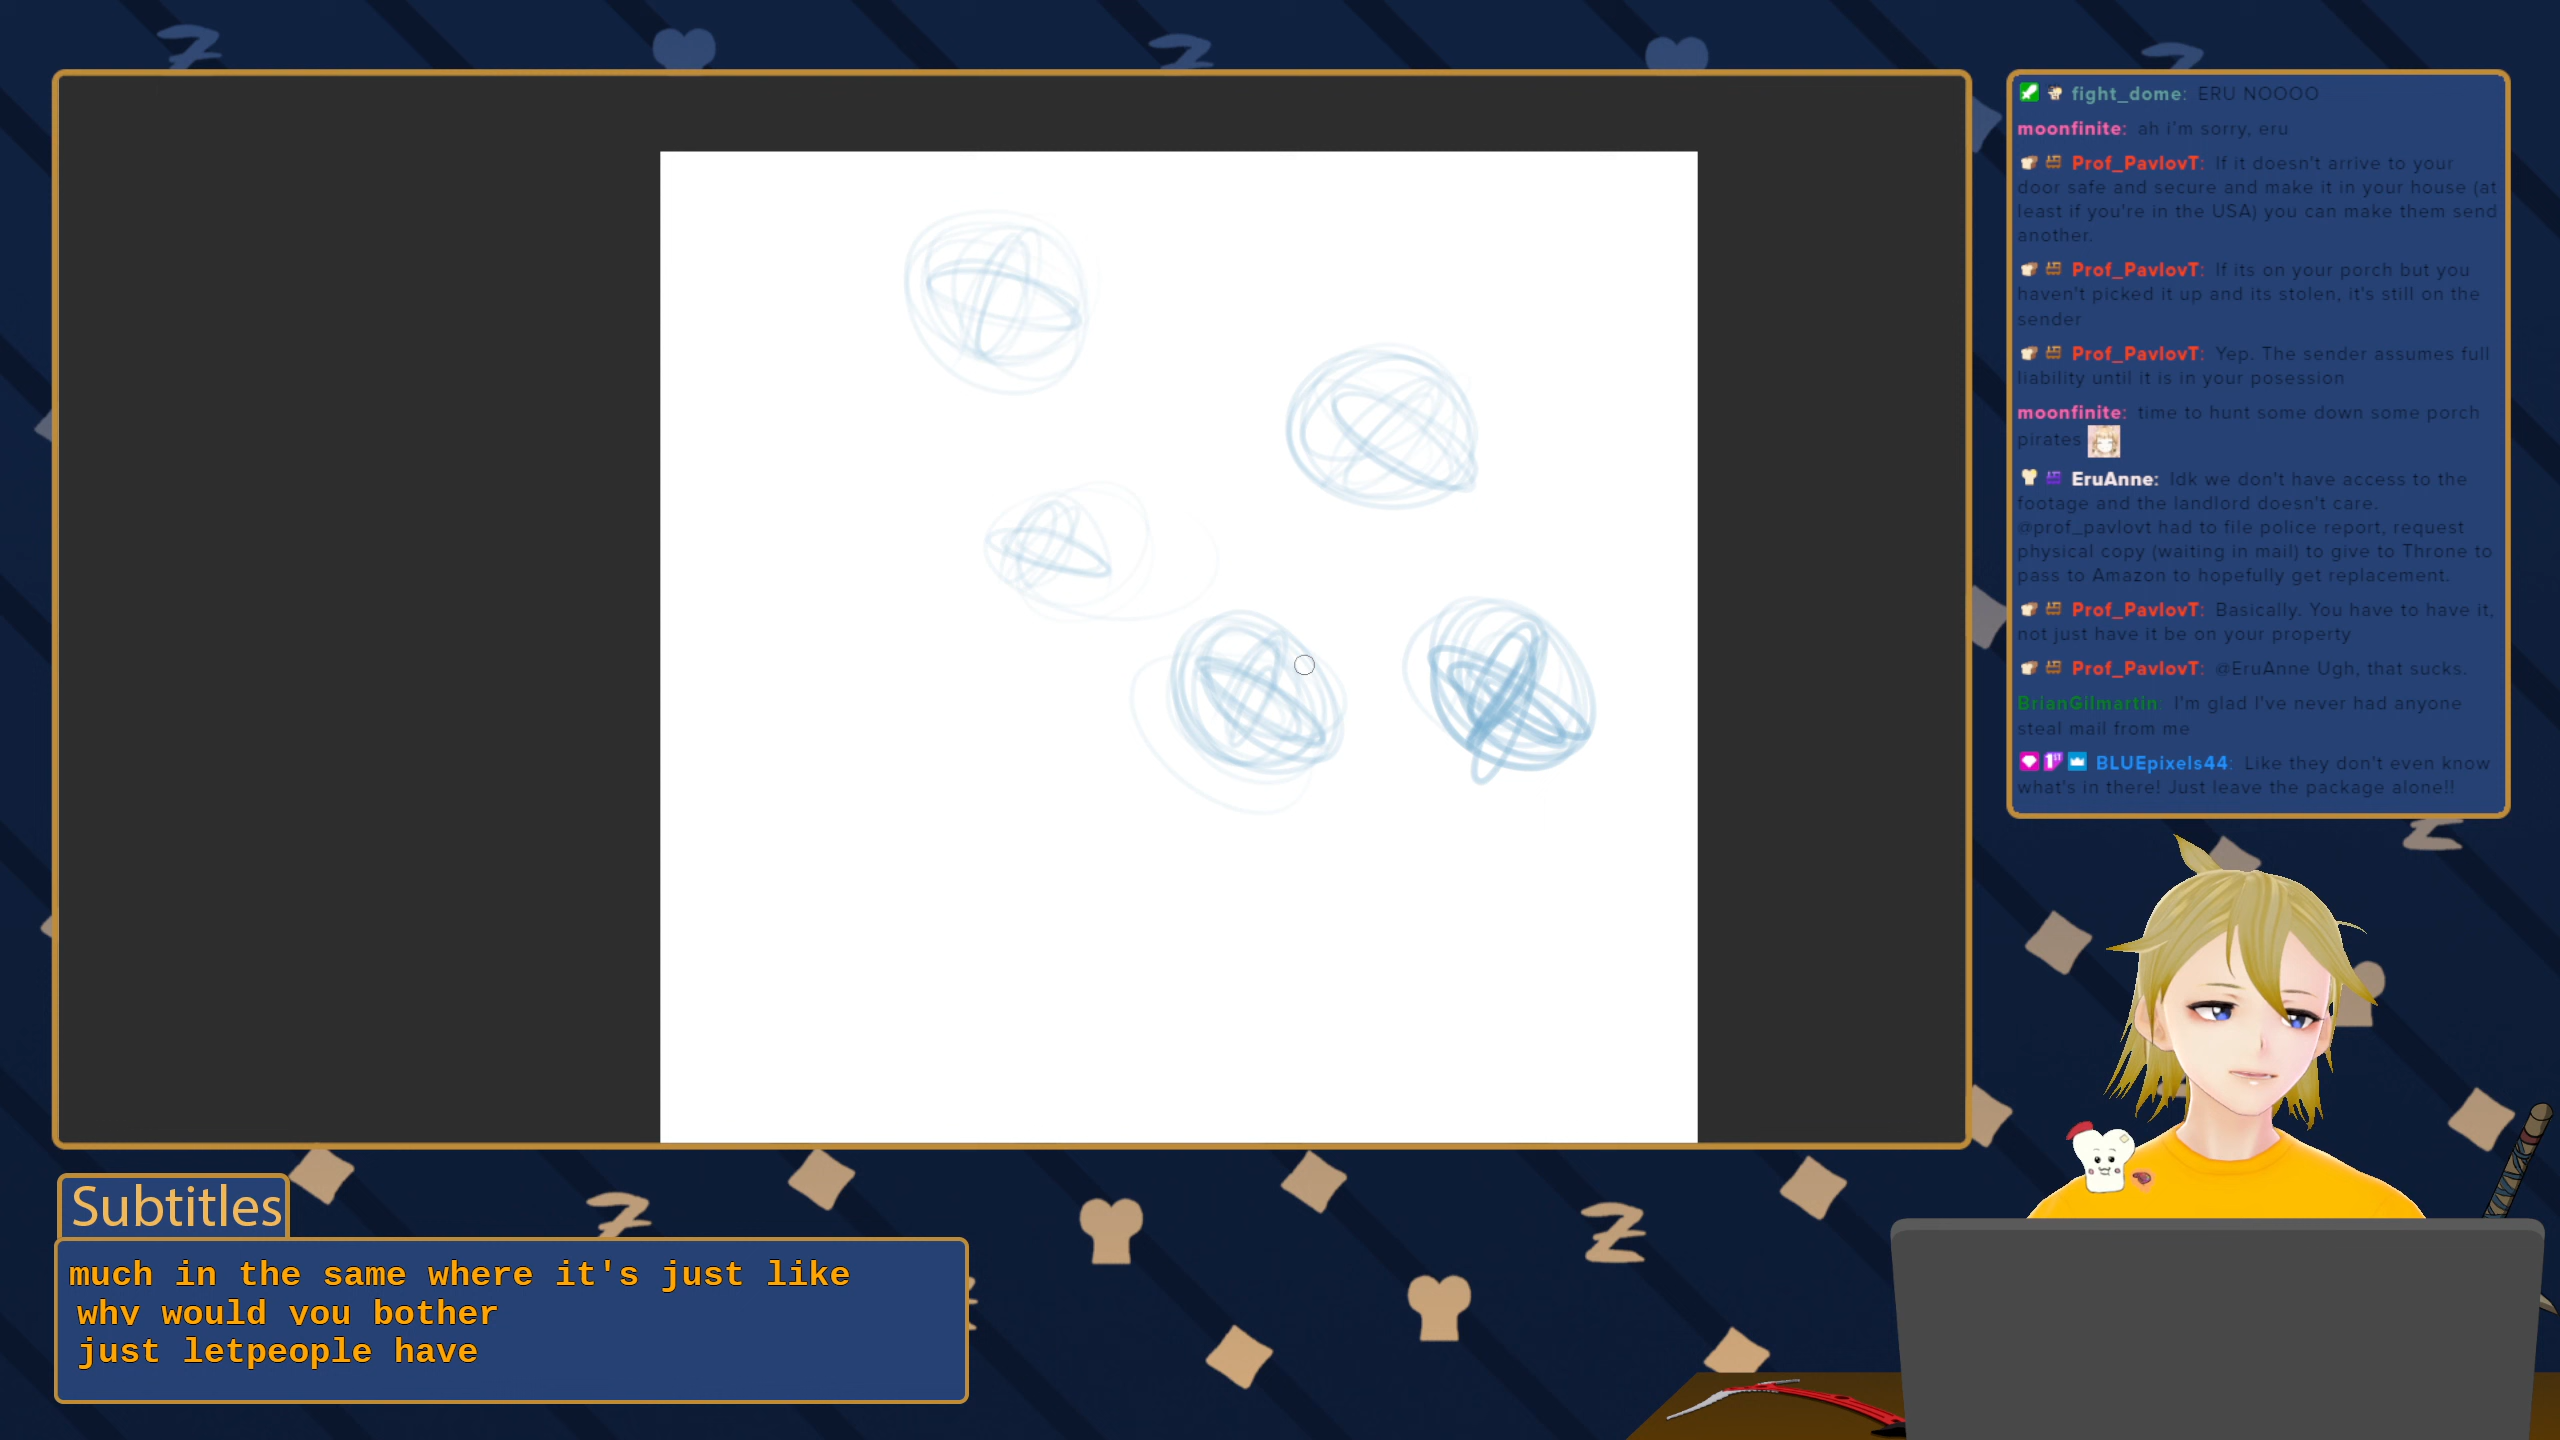 fight_dome: ERU NOOOO
moonfinite: ah i'm sorry, eru
Prof_PavlovT: If it doesn't arrive to your
door safe and secure and make it in your house (at
least if you're in the USA) you can make them send
another.
Prof_PavlovT: If its on your porch but you
haven't picked it up and its stolen, it's still on the
sender
Prof_PavlovT: Yep. The sender assumes full
liability until it is in your posession
moonfinite: time to hunt some down some porch
pirates
EruAnne: Idk we don't have access to the
footage and the landlord doesn't care.
@prof_pavlovt had to file police report, request
physical copy (waiting in mail) to give to Throne to
pass to Amazon to hopefully get replacement.
Prof_PavlovT: Basically. You have to have it,
not just have it be on your property
Prof_PavlovT: @EruAnne Ugh, that sucks.
BrianGilmartin: I'm glad I've never had anyone
steal mail from me
BLUEpixels44: Like they don't even know
what's in there! Just leave the package alone!!
Subtitles
much in the same where it's just like
why would you bother
just letpeople have